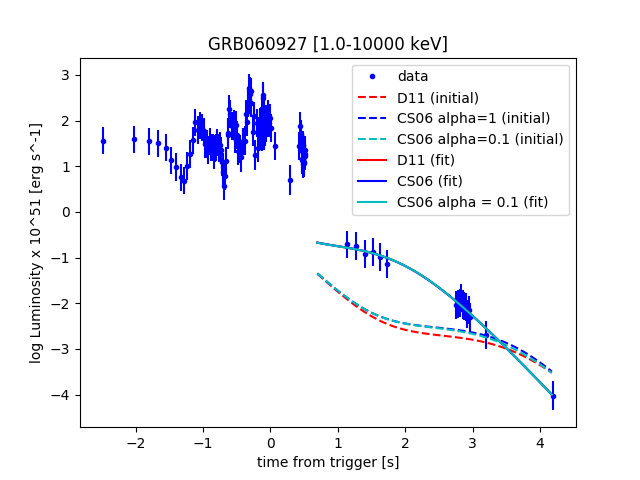 GRB060927 [1.0-10000 keV]
data
D11 (initial)
CS06 alpha=1 (initial)
CS06 alpha=0.1 (initial)
D11 (fit)
CS06 (fit)
CS06 alpha = 0.1 (fit)
log Luminosity x 10^51 [erg s^-1]
3
2
1
0
−1
−2
−3
−4
−2 −1 0 1 2 3 4
time from trigger [s]